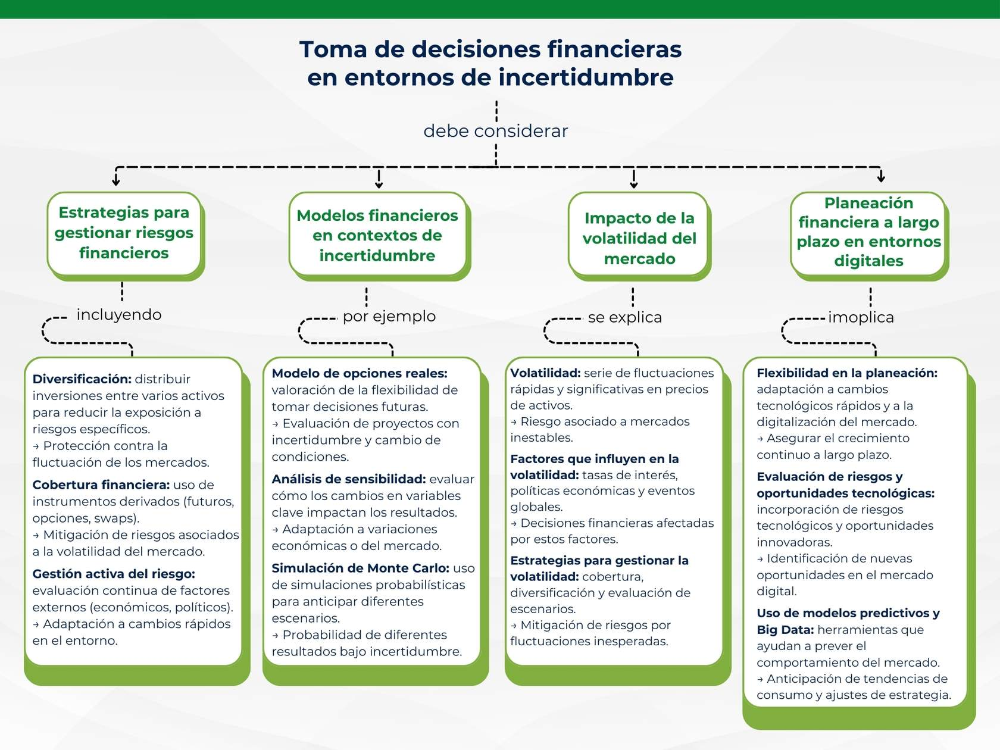 Toma de decisiones financieras
en entornos de incertidumbre
debe considerar
Estrategias para
gestionar riesgos
financieros
incluyendo
Diversificación: distribuir
inversiones entre varios activos
para reducir la exposición a
riesgos específicos.
→ Protección contra la
fluctuación de los mercados.
Cobertura financiera: uso de
instrumentos derivados (futuros,
opciones, swaps).
→ Mitigación de riesgos asociados
a la volatilidad del mercado.
Gestión activa del riesgo:
evaluación continua de factores
externos (económicos, políticos).
→ Adaptación a cambios rápidos
en el entorno.
Modelos financieros
en contextos de
incertidumbre
por ejemplo
Modelo de opciones reales:
valoración de la flexibilidad de
tomar decisiones futuras.
→ Evaluación de proyectos con
incertidumbre y cambio de
condiciones.
Análisis de sensibilidad: evaluar
cómo los cambios en variables
clave impactan los resultados.
→ Adaptación a variaciones
económicas o del mercado.
Simulación de Monte Carlo: uso
de simulaciones probabilísticas
para anticipar diferentes
escenarios.
→ Probabilidad de diferentes
resultados bajo incertidumbre.
Impacto de la
volatilidad del
mercado
se explica
Volatilidad: serie de fluctuaciones
rápidas y significativas en precios
de activos.
→ Riesgo asociado a mercados
inestables.
Factores que influyen en la
volatilidad: tasas de interés,
políticas económicas y eventos
globales.
→ Decisiones financieras afectadas
por estos factores.
Estrategias para gestionar la
volatilidad: cobertura,
diversificación y evaluación de
escenarios.
→ Mitigación de riesgos por
fluctuaciones inesperadas.
Planeación
financiera a largo
plazo en entornos
digitales
imoplica
Flexibilidad en la planeación:
adaptación a cambios
tecnológicos rápidos y a la
digitalización del mercado.
→ Asegurar el crecimiento
continuo a largo plazo.
Evaluación de riesgos y
oportunidades tecnológicas:
incorporación de riesgos
tecnológicos y oportunidades
innovadoras.
→ Identificación de nuevas
oportunidades en el mercado
digital.
Uso de modelos predictivos y
Big Data: herramientas que
ayudan a prever el
comportamiento del mercado.
→ Anticipación de tendencias de
consumo y ajustes de estrategia.